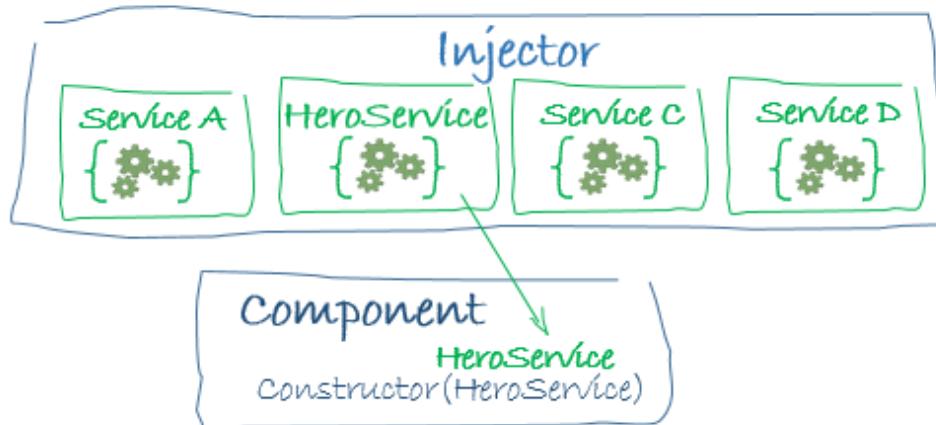 Injector
Service A HeroService Service C Service D
Component
HeroService
Constructor(HeroService)